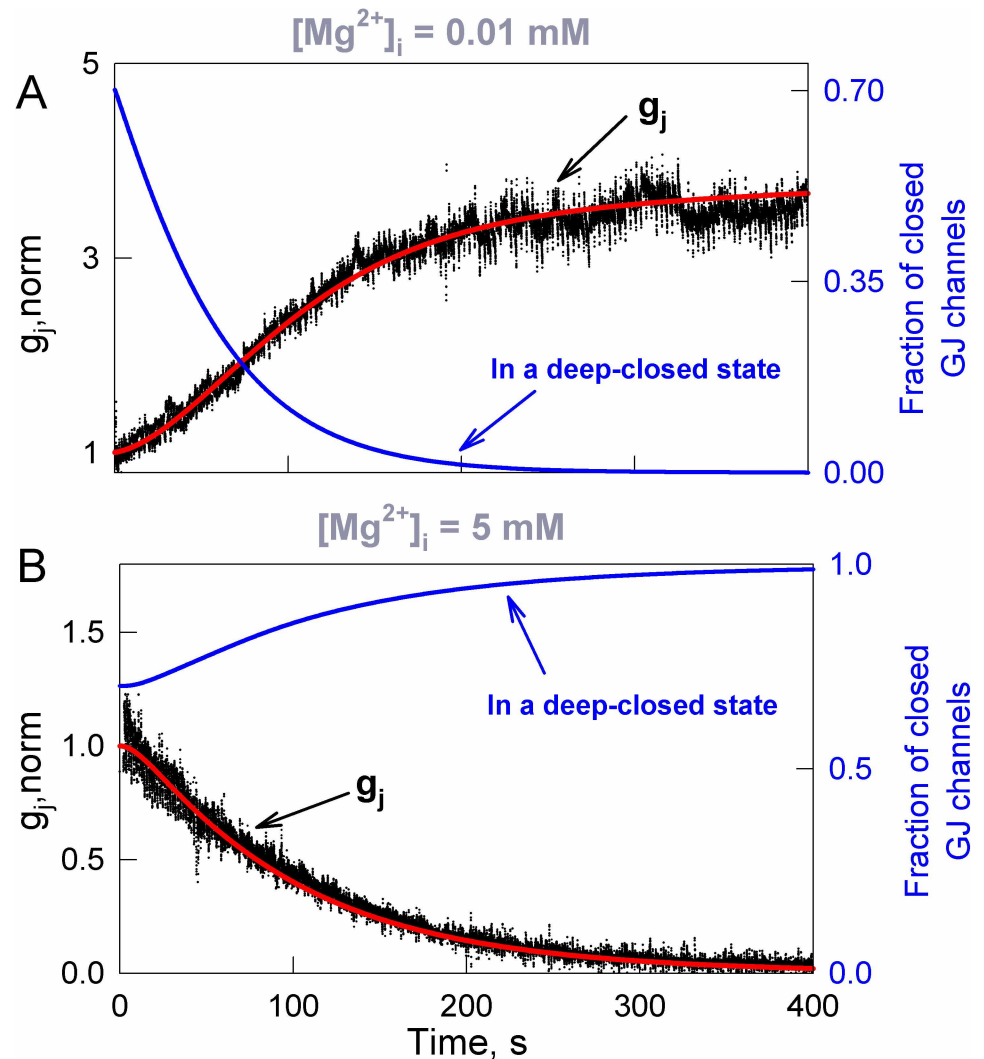 [Mg²⁺]ᵢ = 0.01 mM
A
5
3
1
gⱼ,norm
gⱼ
In a deep-closed state
0.70
0.35
0.00
Fraction of closed
GJ channels
[Mg²⁺]ᵢ = 5 mM
B
1.5
1.0
0.5
0.0
gⱼ,norm
In a deep-closed state
gⱼ
1.0
0.5
0.0
Fraction of closed
GJ channels
0 100 200 300 400
Time, s